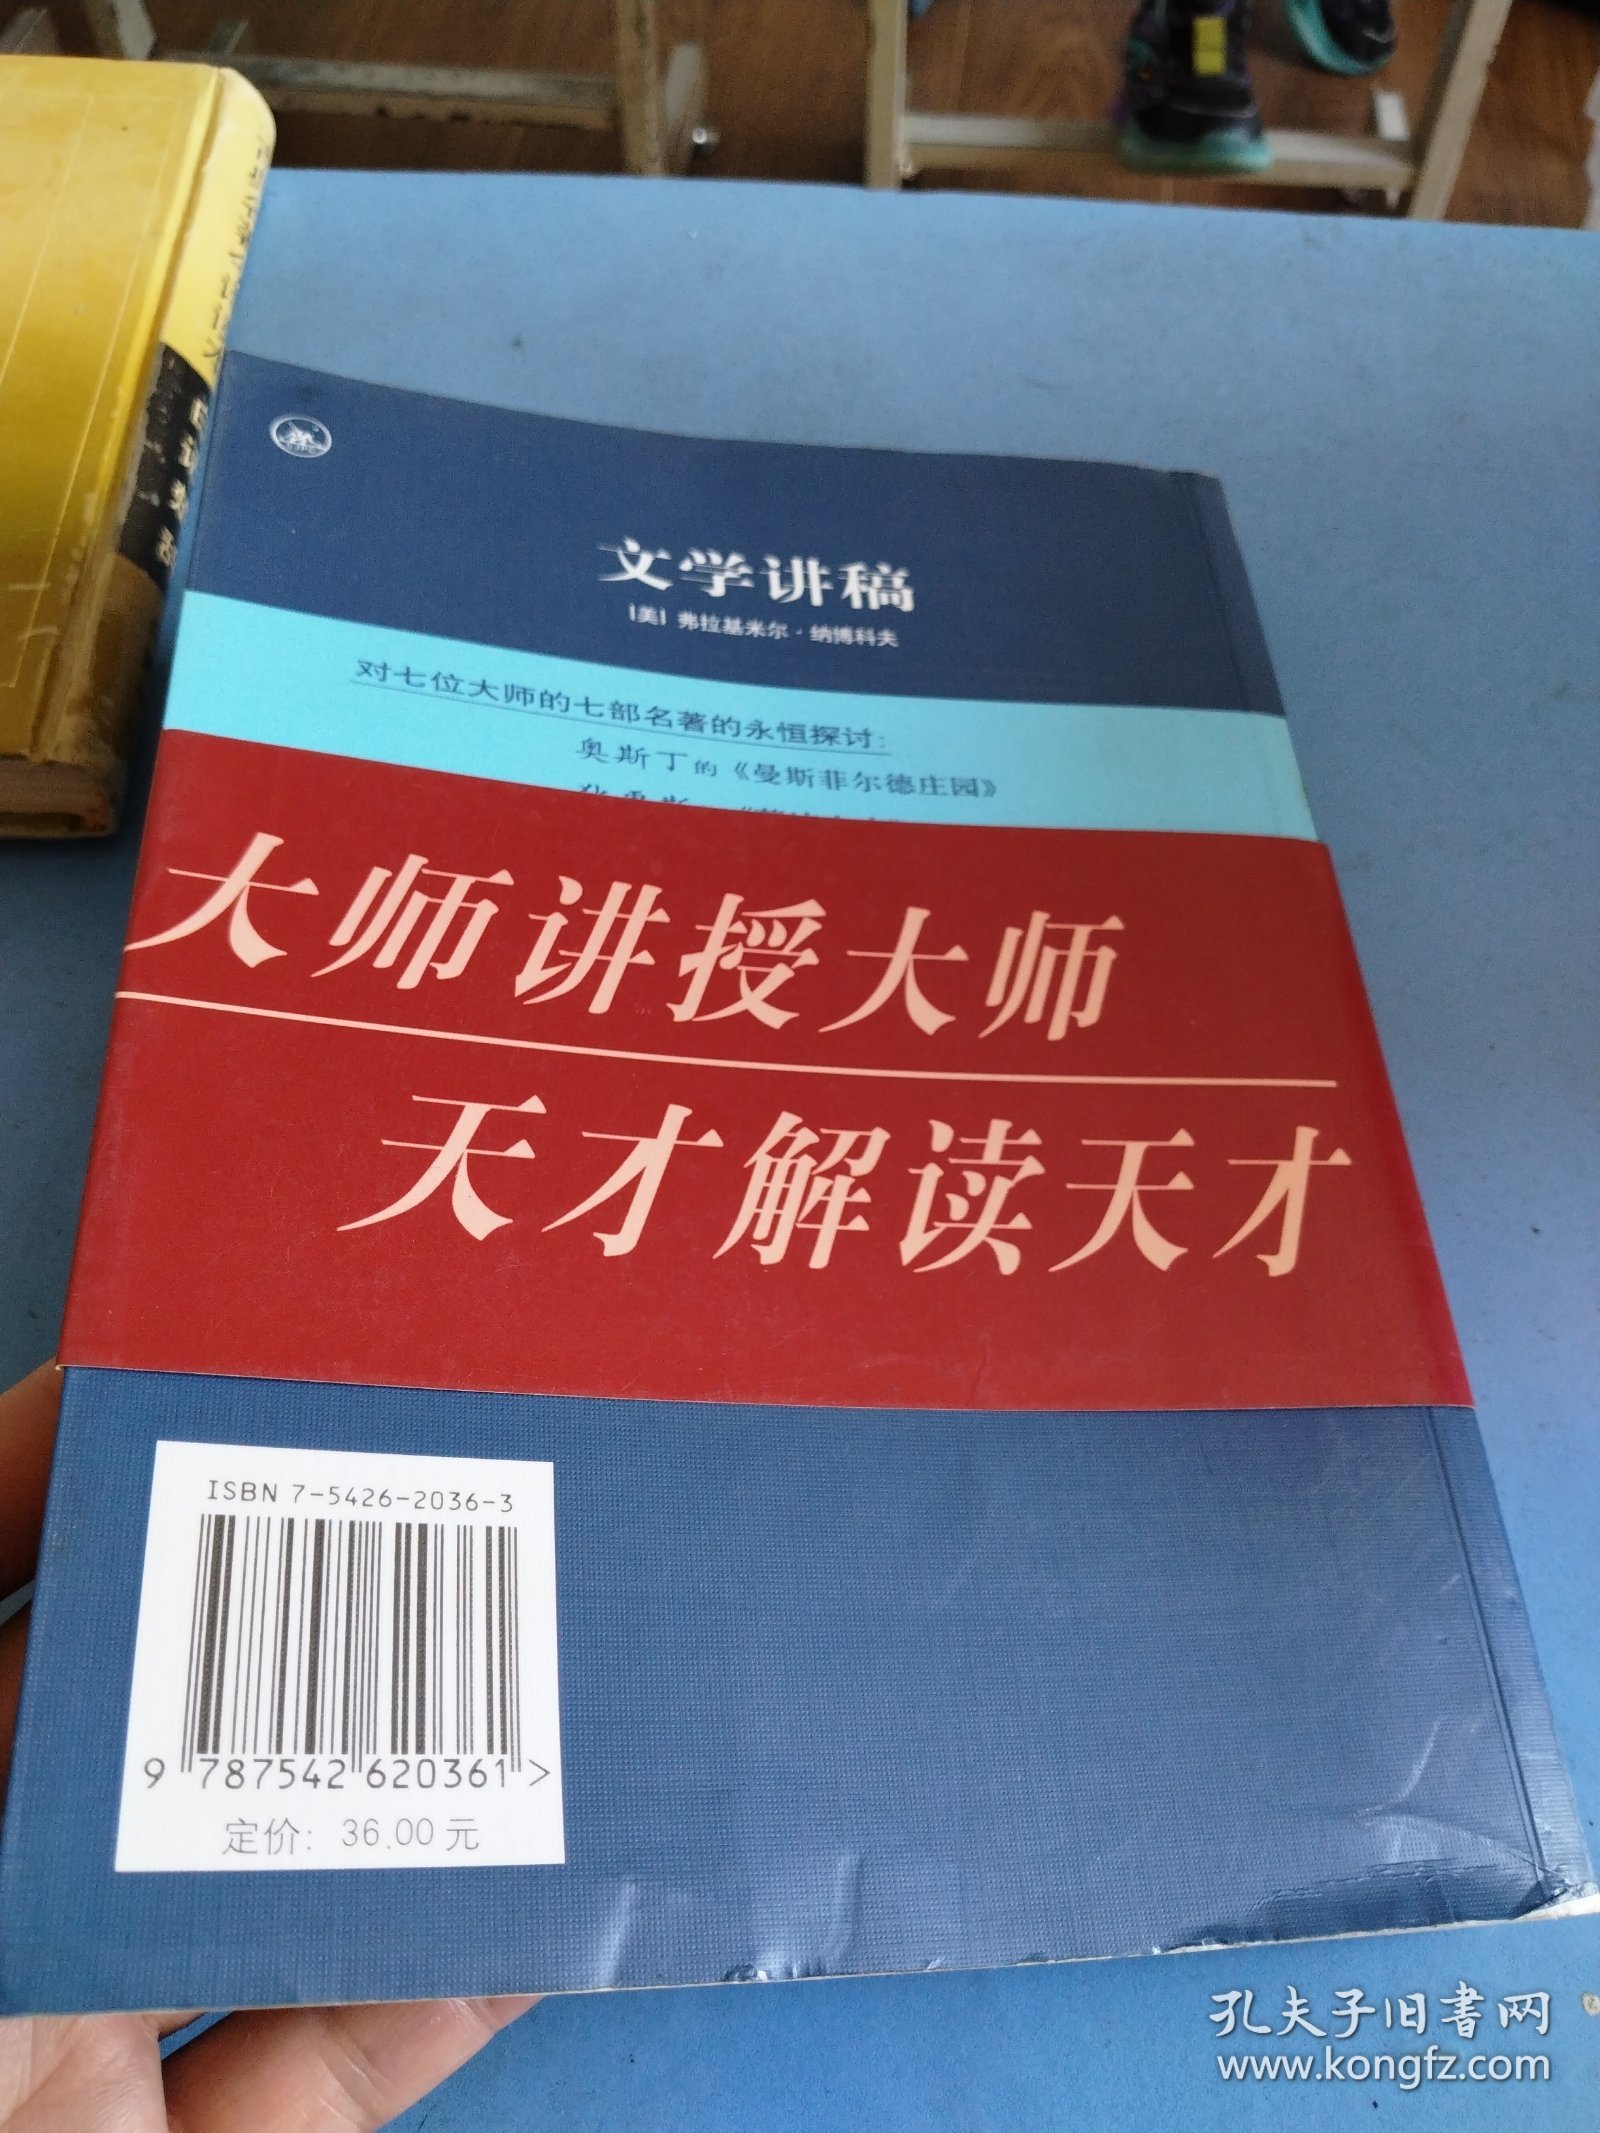 文学讲稿
[美] 弗拉基米尔·纳博科夫
对七位大师的七部名著的永恒探讨:
奥斯丁的《曼斯菲尔德庄园》
大师讲授大师
天才解读天才
ISBN 7-5426-2036-3
9 787542 620361 >
定价: 36.00 元
孔夫子旧书网
www.kongfz.com